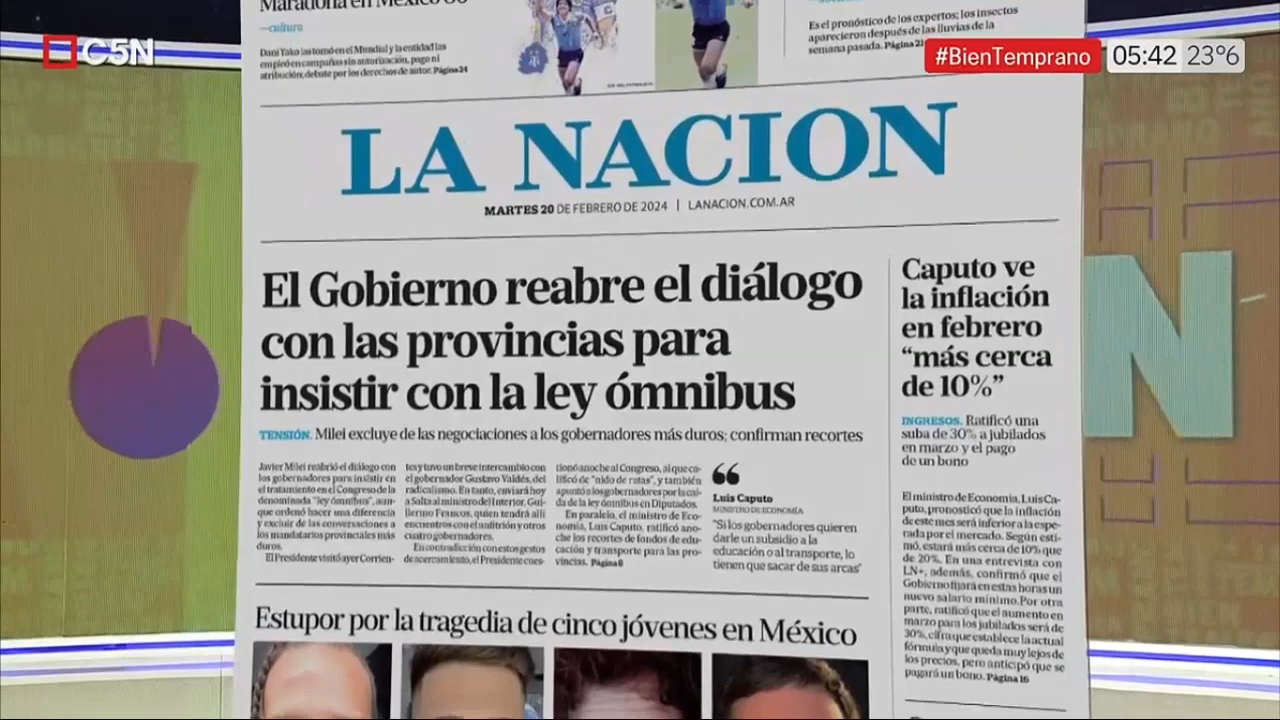 Maradona en México 86
—cultura
Dani Yako las tomó en el Mundial y la entidad las
empleó en campañas sin autorización, pago ni
atribución; debate por los derechos de autor. Página 24
Es el pronóstico de los expertos; los insectos
aparecieron después de las lluvias de la
semana pasada. Página 21
C5N
#BienTemprano
05:42 23°6
LA NACION
MARTES 20 DE FEBRERO DE 2024 | LANACION.COM.AR
El Gobierno reabre el diálogo
con las provincias para
insistir con la ley ómnibus
TENSIÓN. Milei excluye de las negociaciones a los gobernadores más duros; confirman recortes
Javier Milei reabrió el diálogo con
los gobernadores para insistir en
el tratamiento en el Congreso de la
denominada "ley ómnibus", aun-
que ordenó hacer una diferencia
y excluir de las conversaciones a
los mandatarios provinciales más
duros.
El Presidente visitó ayer Corrien-
tes y tuvo un breve intercambio con
el gobernador Gustavo Valdés, del
radicalismo. En tanto, enviará hoy
a Salta al ministro del Interior, Gui-
llermo Francos, quien tendrá allí
encuentros con el anfitrión y otros
cuatro gobernadores.
En contradicción con estos gestos
de acercamiento, el Presidente cues-
tionó anoche al Congreso, al que ca-
lificó de "nido de ratas", y también
apuntó a los gobernadores por la caí-
da de la ley ómnibus en Diputados.
En paralelo, el ministro de Eco-
nomía, Luis Caputo, ratificó ano-
che los recortes de fondos de edu-
cación y transporte para las pro-
vincias. Página 8
“
Luis Caputo
MINISTRO DE ECONOMÍA
"Si los gobernadores quieren
darle un subsidio a la
educación o al transporte, lo
tienen que sacar de sus arcas"
Caputo ve
la inflación
en febrero
“más cerca
de 10%”
INGRESOS. Ratificó una
suba de 30% a jubilados
en marzo y el pago
de un bono
El ministro de Economía, Luis Ca-
puto, pronosticó que la inflación
de este mes será inferior a la espe-
rada por el mercado. Según esti-
mó, estará más cerca de 10% que
de 20%. En una entrevista con
LN+, además, confirmó que el
Gobierno fijará en estas horas un
nuevo salario mínimo. Por otra
parte, ratificó que el aumento en
marzo para los jubilados será de
30%, cifra que establece la actual
fórmula y que queda muy lejos de
los precios, pero anticipó que se
pagará un bono. Página 16
Estupor por la tragedia de cinco jóvenes en México
N